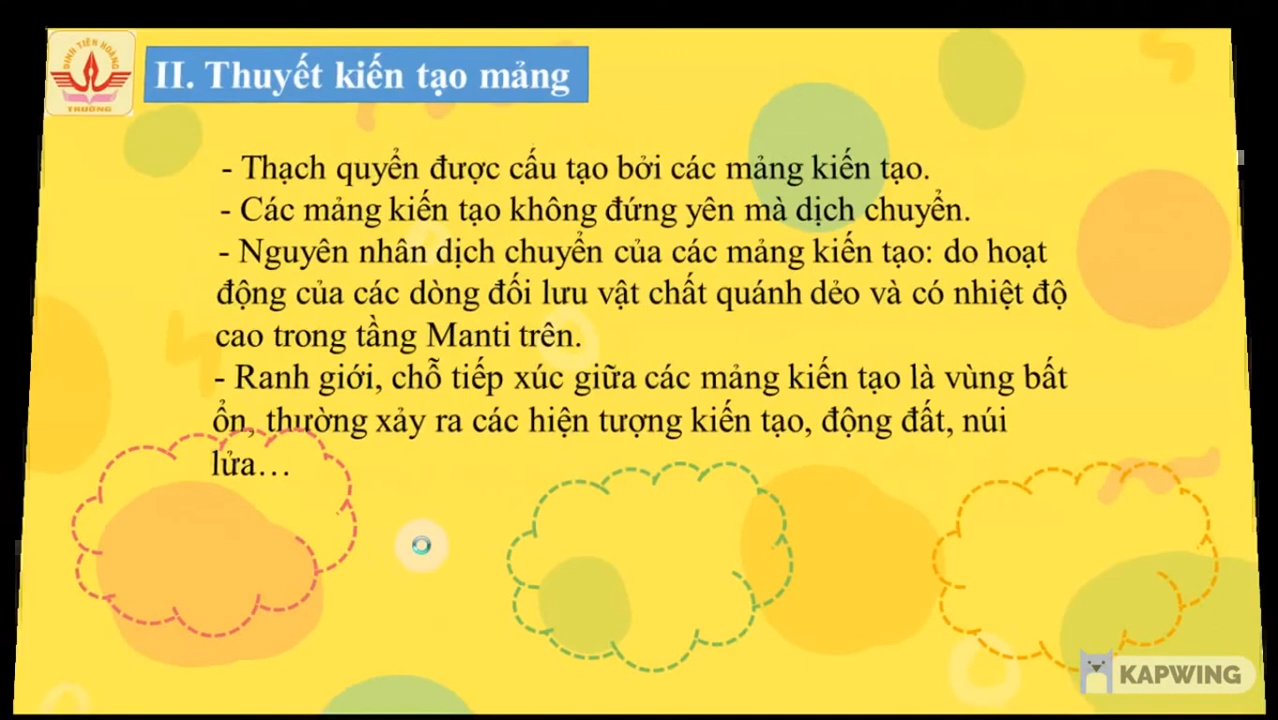 ĐINH TIÊN HOÀNG
TRƯỜNG
II. Thuyết kiến tạo mảng
- Thạch quyển được cấu tạo bởi các mảng kiến tạo.
- Các mảng kiến tạo không đứng yên mà dịch chuyển.
- Nguyên nhân dịch chuyển của các mảng kiến tạo: do hoạt
động của các dòng đối lưu vật chất quánh dẻo và có nhiệt độ
cao trong tầng Manti trên.
- Ranh giới, chỗ tiếp xúc giữa các mảng kiến tạo là vùng bất
ổn, thường xảy ra các hiện tượng kiến tạo, động đất, núi
lửa…
KAPWING